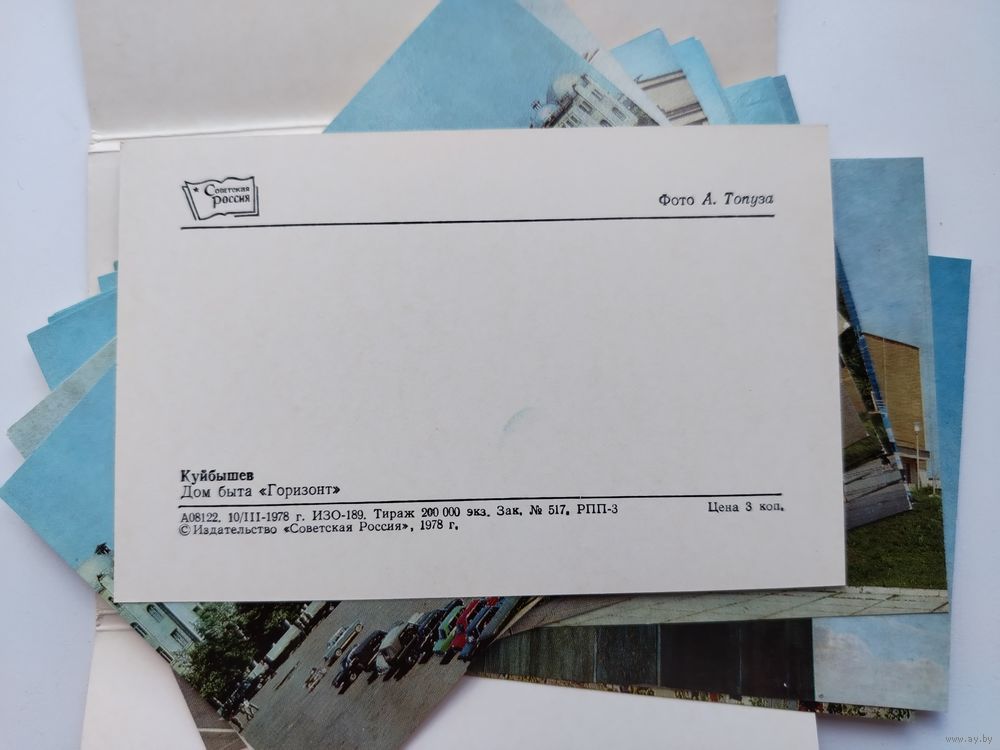 Советская
Россия
Фото А. Топуза
Куйбышев
Дом быта «Горизонт»
А08122. 10/III-1978 г. ИЗО-189. Тираж 200 000 экз. Зак. № 517. РПП-3
Цена 3 коп.
© Издательство «Советская Россия», 1978 г.
www.ay.by